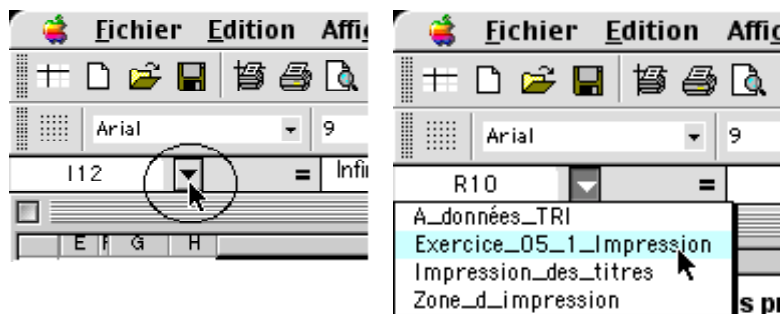 Fichier Edition Affi
Arial 9
I12 = Infi
E F G H
Fichier Edition Affic
Arial 9
R10 =
A_données_TRI
Exercice_05_1_Impression
Impression_des_titres
Zone_d_impression
s pr